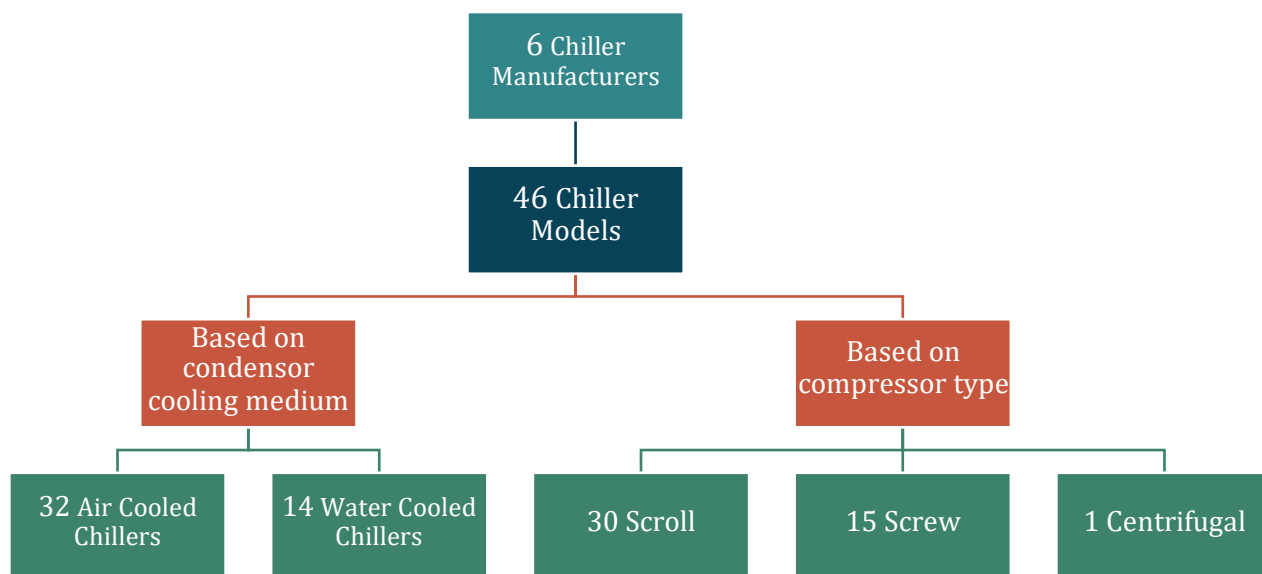 6 Chiller
Manufacturers
46 Chiller
Models
Based on
condensor
cooling medium
Based on
compressor type
32 Air Cooled
Chillers
14 Water Cooled
Chillers
30 Scroll
15 Screw
1 Centrifugal